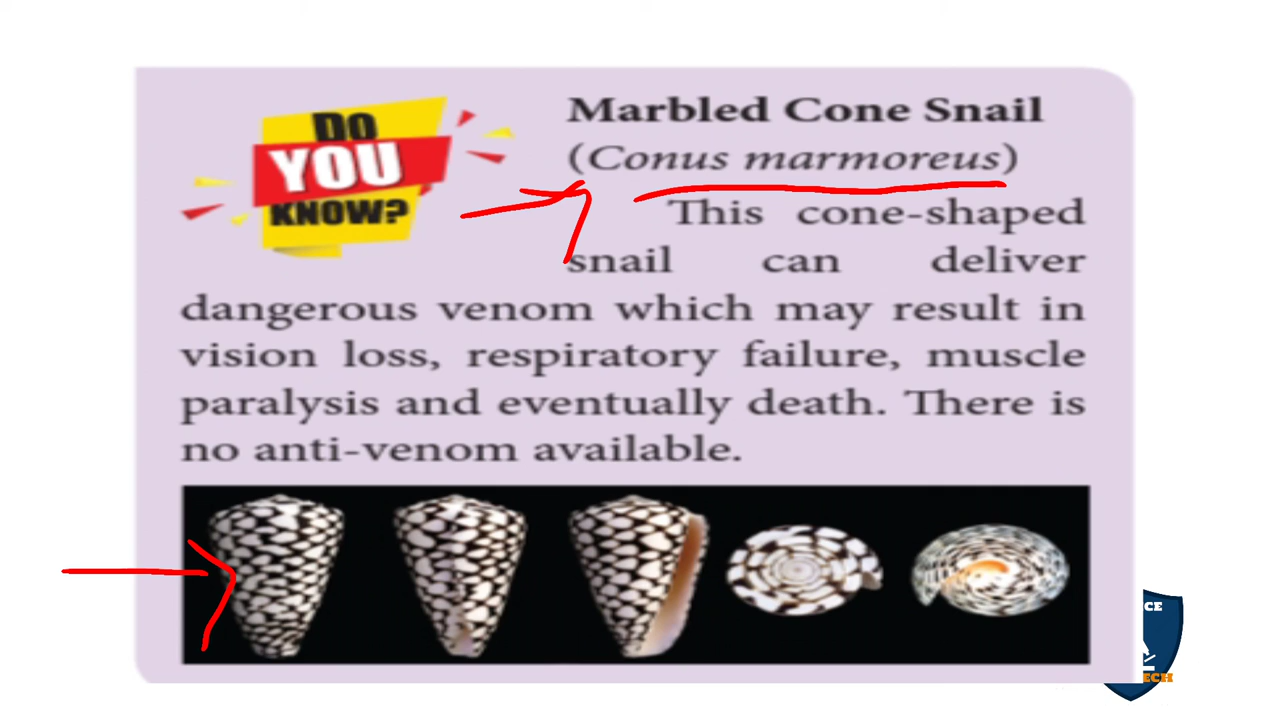 DO
YOU
KNOW?
Marbled Cone Snail
(Conus marmoreus)
This cone-shaped
snail can deliver
dangerous venom which may result in
vision loss, respiratory failure, muscle
paralysis and eventually death. There is
no anti-venom available.